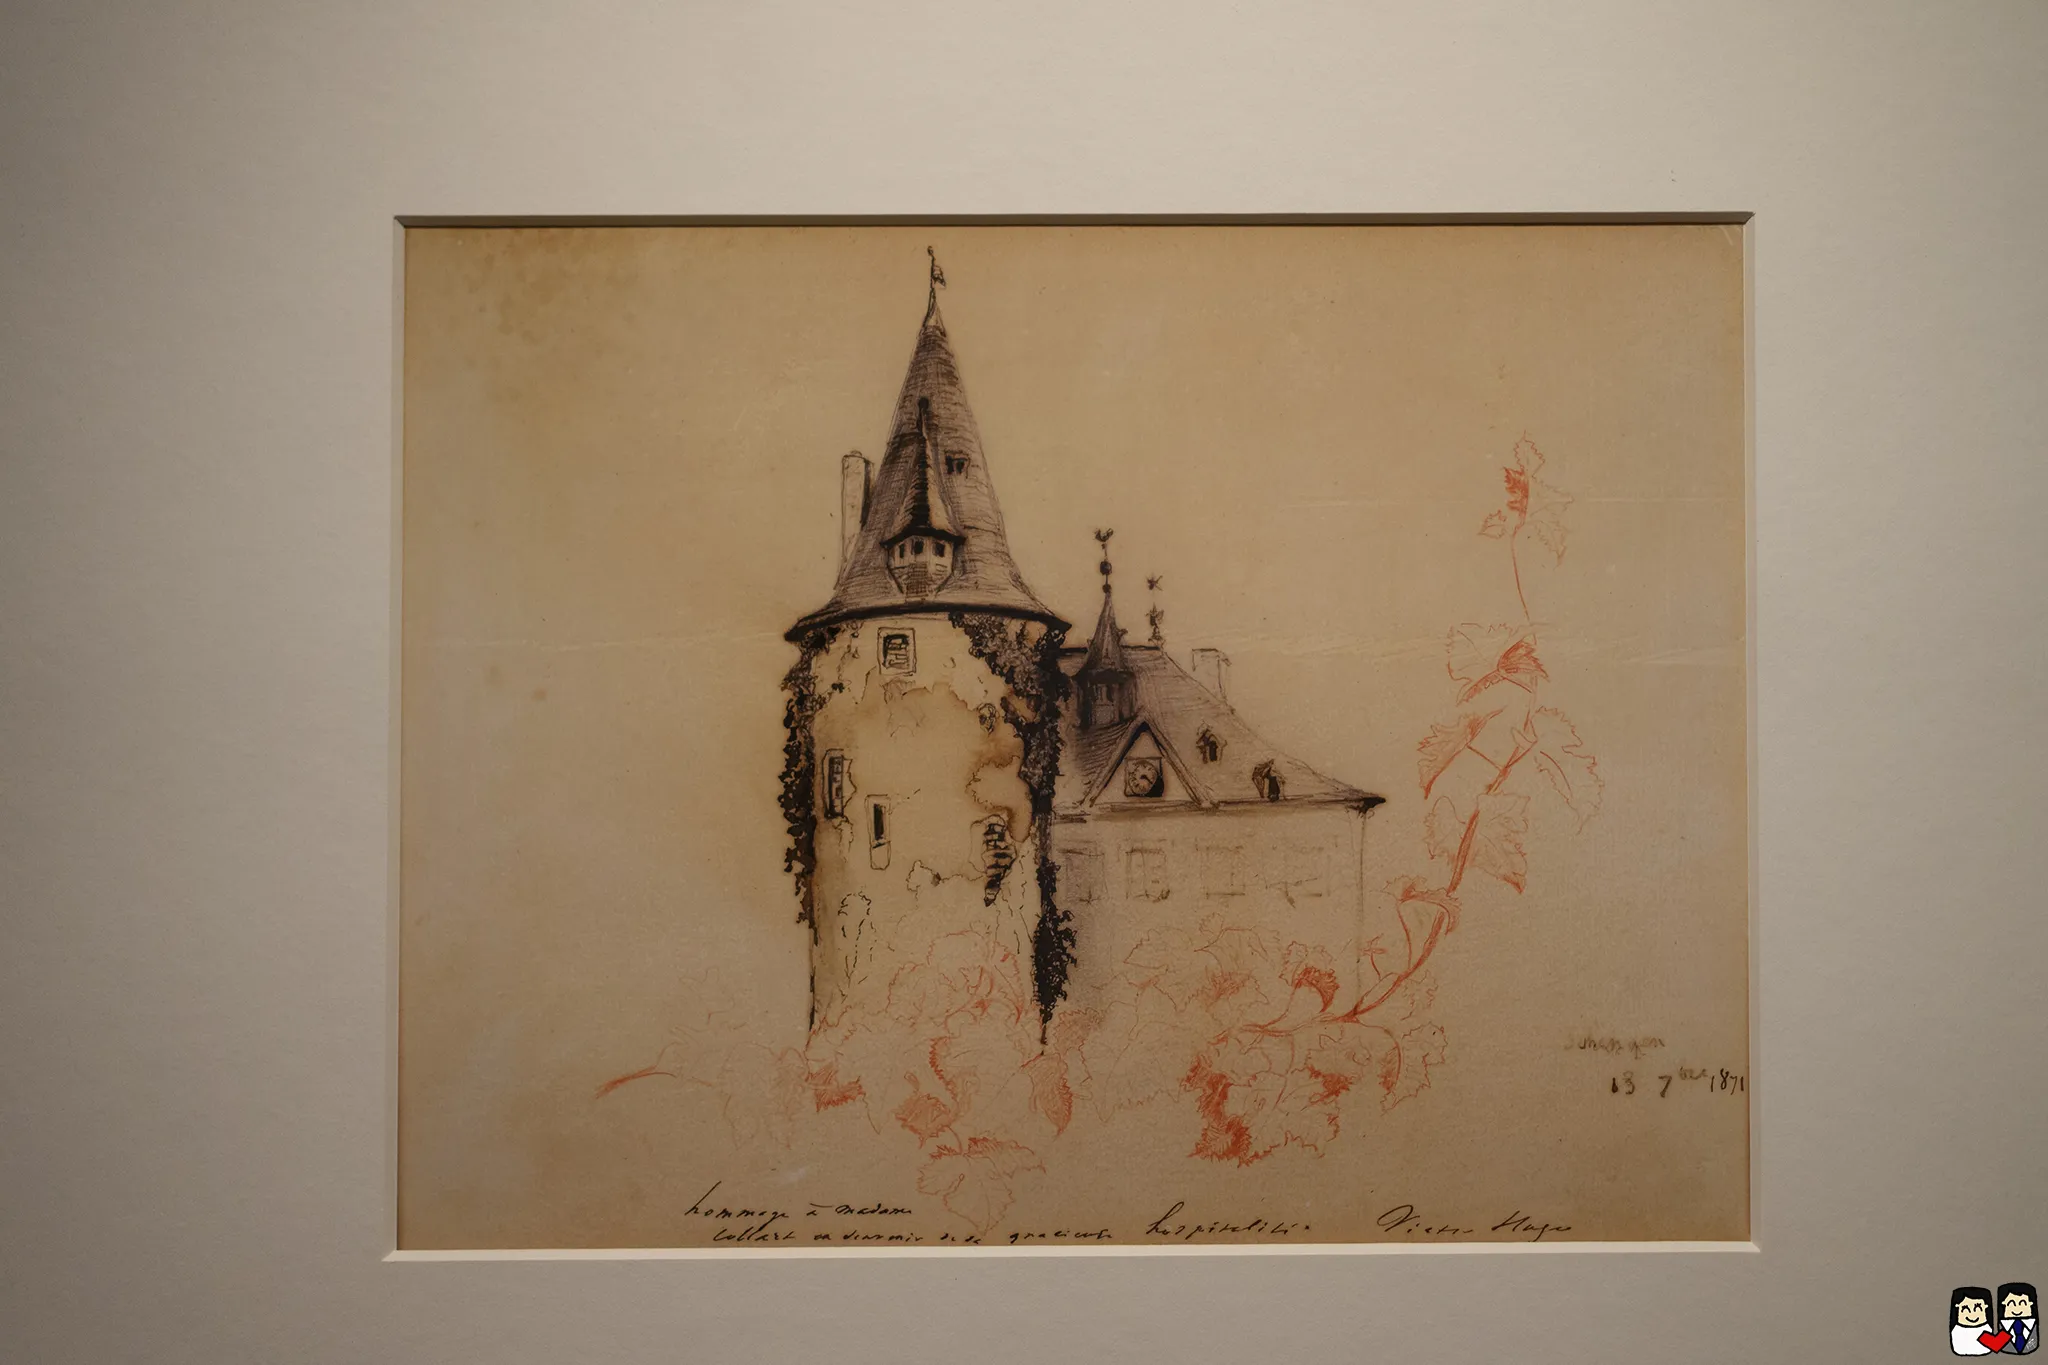 Schengen
13 7bre 1871
hommage à madame
Collart en souvenir de sa gracieuse hospitalité. Victor Hugo